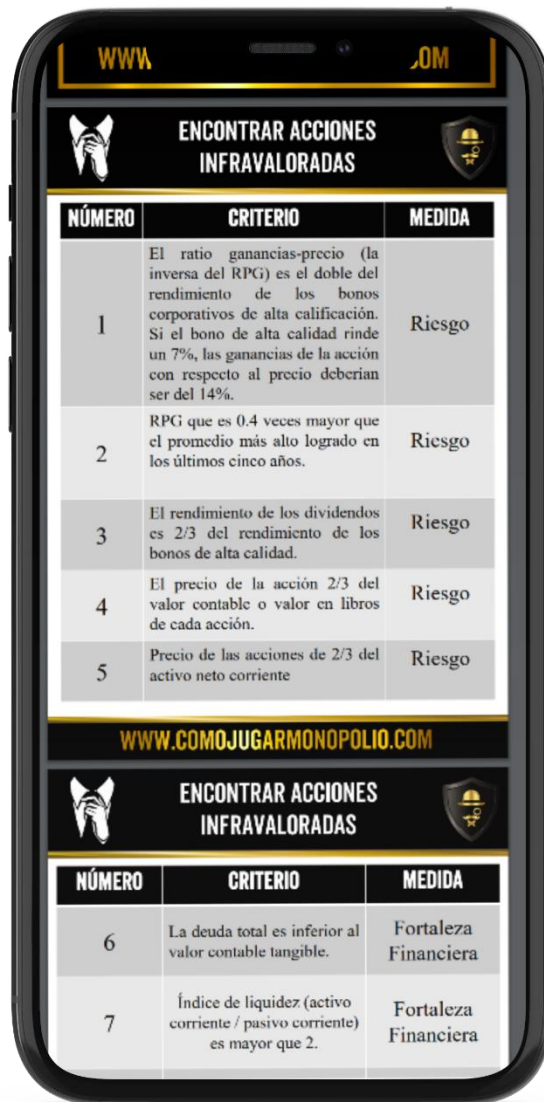 WWW
.OM
ENCONTRAR ACCIONES
INFRAVALORADAS
NÚMERO CRITERIO MEDIDA
1
El ratio ganancias-precio (la
inversa del RPG) es el doble del
rendimiento de los bonos
corporativos de alta calificación.
Si el bono de alta calidad rinde
un 7%, las ganancias de la acción
con respecto al precio deberian
ser del 14%.
Riesgo
2
RPG que es 0.4 veces mayor que
el promedio más alto logrado en
los últimos cinco años.
Riesgo
3
El rendimiento de los dividendos
es 2/3 del rendimiento de los
bonos de alta calidad.
Riesgo
4
El precio de la acción 2/3 del
valor contable o valor en libros
de cada acción.
Riesgo
5
Precio de las acciones de 2/3 del
activo neto corriente
Riesgo
WWW.COMOJUGARMONOPOLIO.COM
ENCONTRAR ACCIONES
INFRAVALORADAS
NÚMERO CRITERIO MEDIDA
6
La deuda total es inferior al
valor contable tangible.
Fortaleza
Financiera
7
Índice de liquidez (activo
corriente / pasivo corriente)
es mayor que 2.
Fortaleza
Financiera